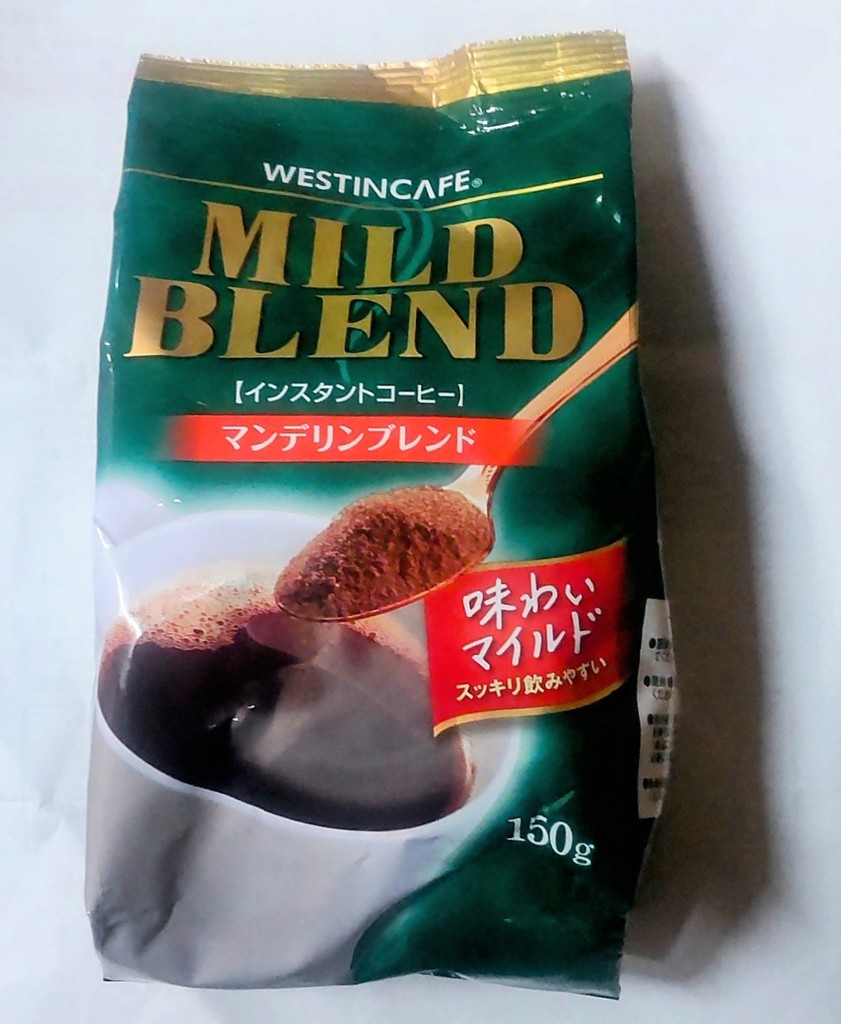 WESTINCAFE®
MILD
BLEND
【インスタントコーヒー】
マンデリンブレンド
味わい
マイルド
スッキリ飲みやすい
150g